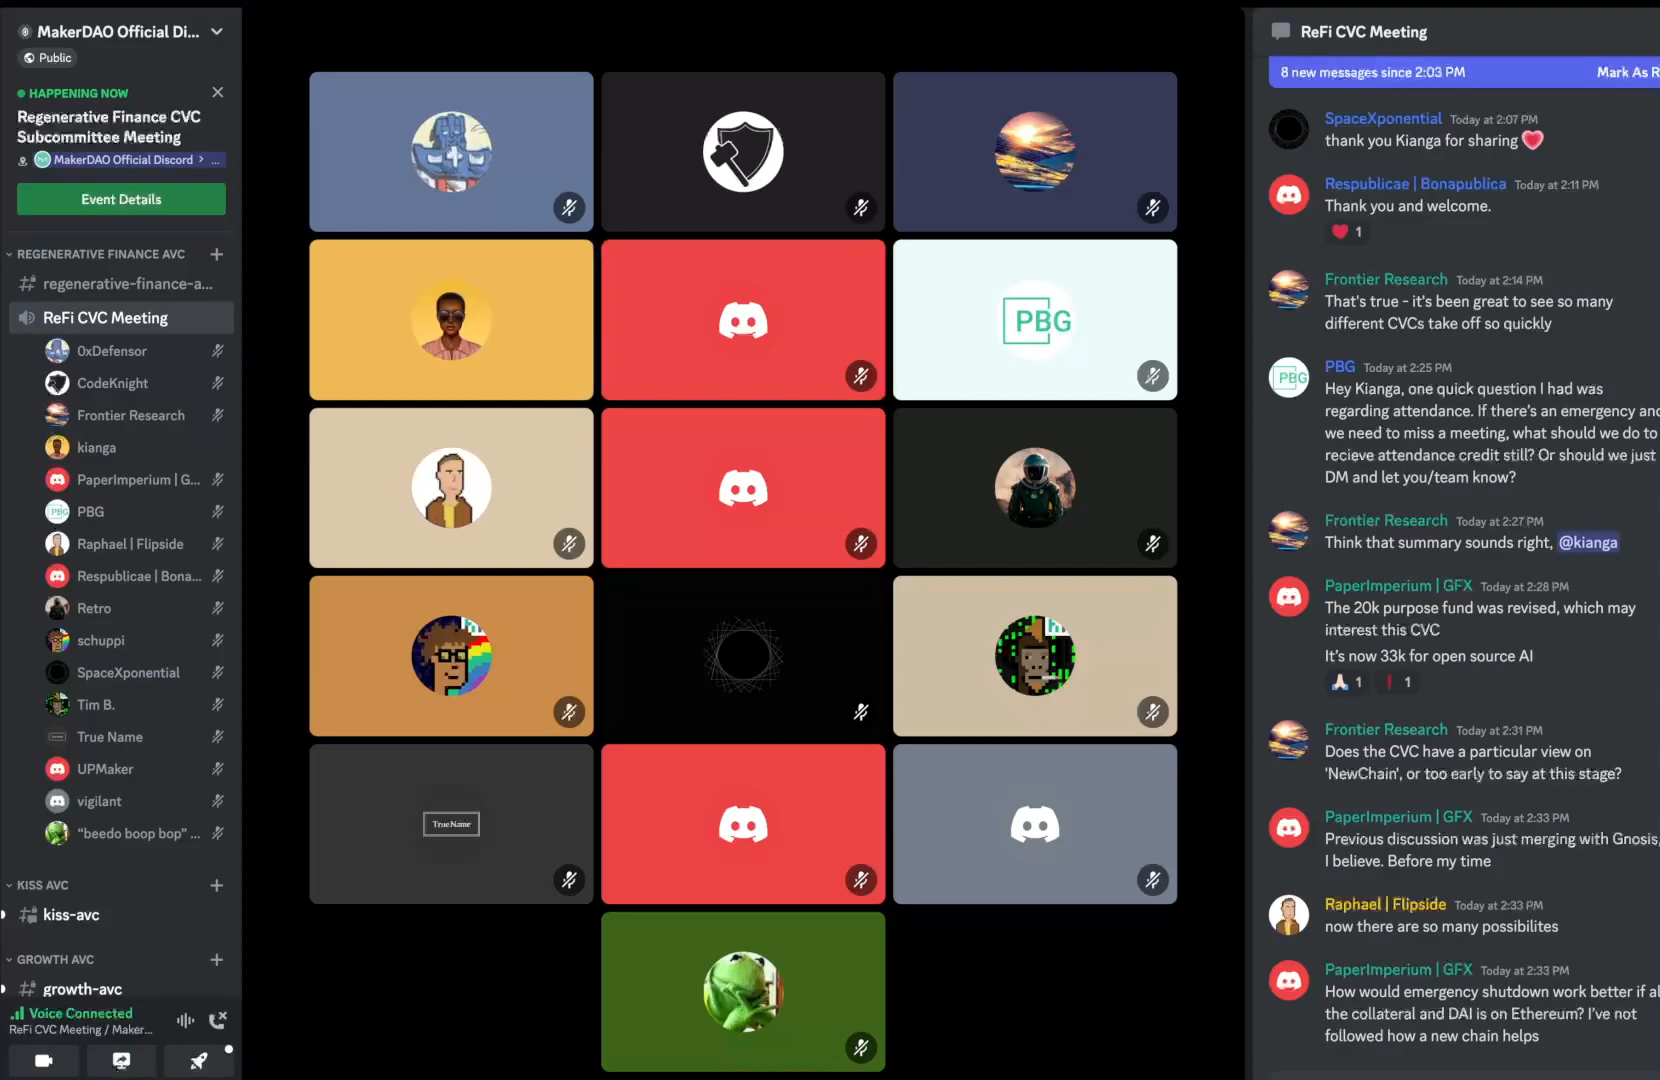 MakerDAO Official Di...
Public
HAPPENING NOW
Regenerative Finance CVC
Subcommittee Meeting
MakerDAO Official Discord > ...
Event Details
REGENERATIVE FINANCE AVC
regenerative-finance-a...
ReFi CVC Meeting
0xDefensor
CodeKnight
Frontier Research
kianga
PaperImperium | G...
PBG
Raphael | Flipside
Respublicae | Bona...
Retro
schuppi
SpaceXponential
Tim B.
True Name
UPMaker
vigilant
"beedo boop bop" ...
KISS AVC
kiss-avc
GROWTH AVC
growth-avc
Voice Connected
ReFi CVC Meeting / Maker...
PBG
TrueName
ReFi CVC Meeting
8 new messages since 2:03 PM
Mark As R
SpaceXponential Today at 2:07 PM
thank you Kianga for sharing
Respublicae | Bonapublica Today at 2:11 PM
Thank you and welcome.
1
Frontier Research Today at 2:14 PM
That's true - it's been great to see so many
different CVCs take off so quickly
PBG
PBG Today at 2:25 PM
Hey Kianga, one quick question I had was
regarding attendance. If there's an emergency and
we need to miss a meeting, what should we do to
recieve attendance credit still? Or should we just
DM and let you/team know?
Frontier Research Today at 2:27 PM
Think that summary sounds right, @kianga
PaperImperium | GFX Today at 2:28 PM
The 20k purpose fund was revised, which may
interest this CVC
It's now 33k for open source AI
1 1
Frontier Research Today at 2:31 PM
Does the CVC have a particular view on
'NewChain', or too early to say at this stage?
PaperImperium | GFX Today at 2:33 PM
Previous discussion was just merging with Gnosis,
I believe. Before my time
Raphael | Flipside Today at 2:33 PM
now there are so many possibilites
PaperImperium | GFX Today at 2:33 PM
How would emergency shutdown work better if al
the collateral and DAI is on Ethereum? I've not
followed how a new chain helps